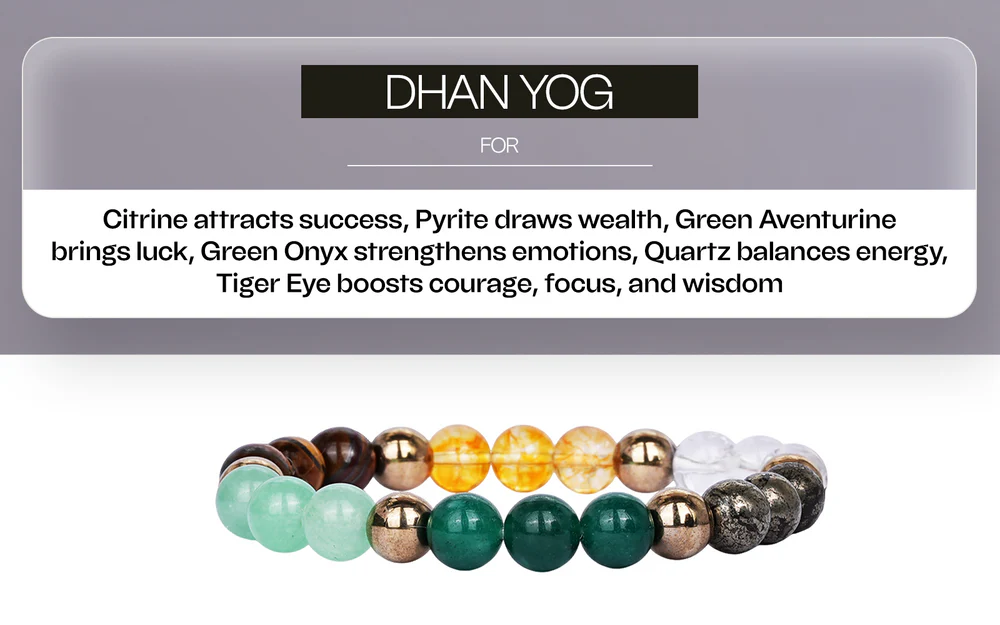 DHAN YOG
FOR
Citrine attracts success, Pyrite draws wealth, Green Aventurine
brings luck, Green Onyx strengthens emotions, Quartz balances energy,
Tiger Eye boosts courage, focus, and wisdom